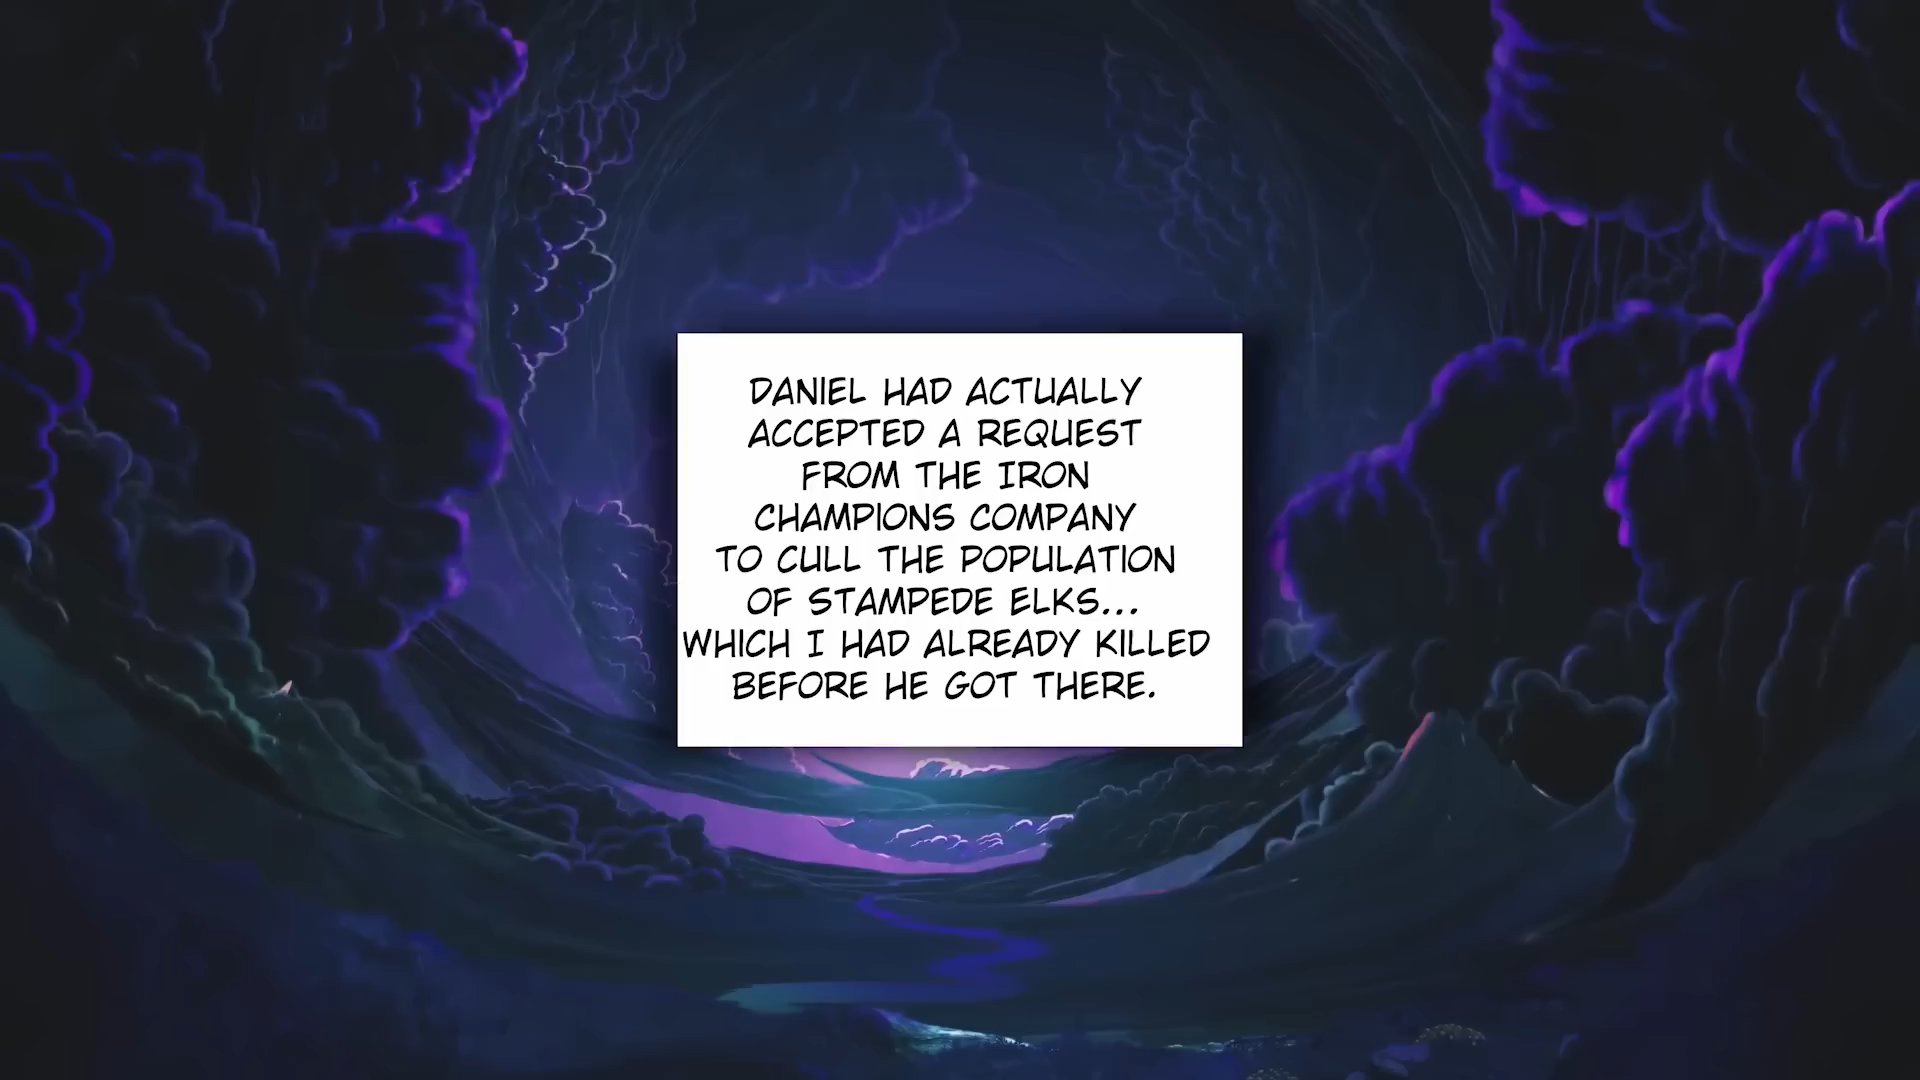 DANIEL HAD ACTUALLY
ACCEPTED A REQUEST
FROM THE IRON
CHAMPIONS COMPANY
TO CULL THE POPULATION
OF STAMPEDE ELKS...
WHICH I HAD ALREADY KILLED
BEFORE HE GOT THERE.